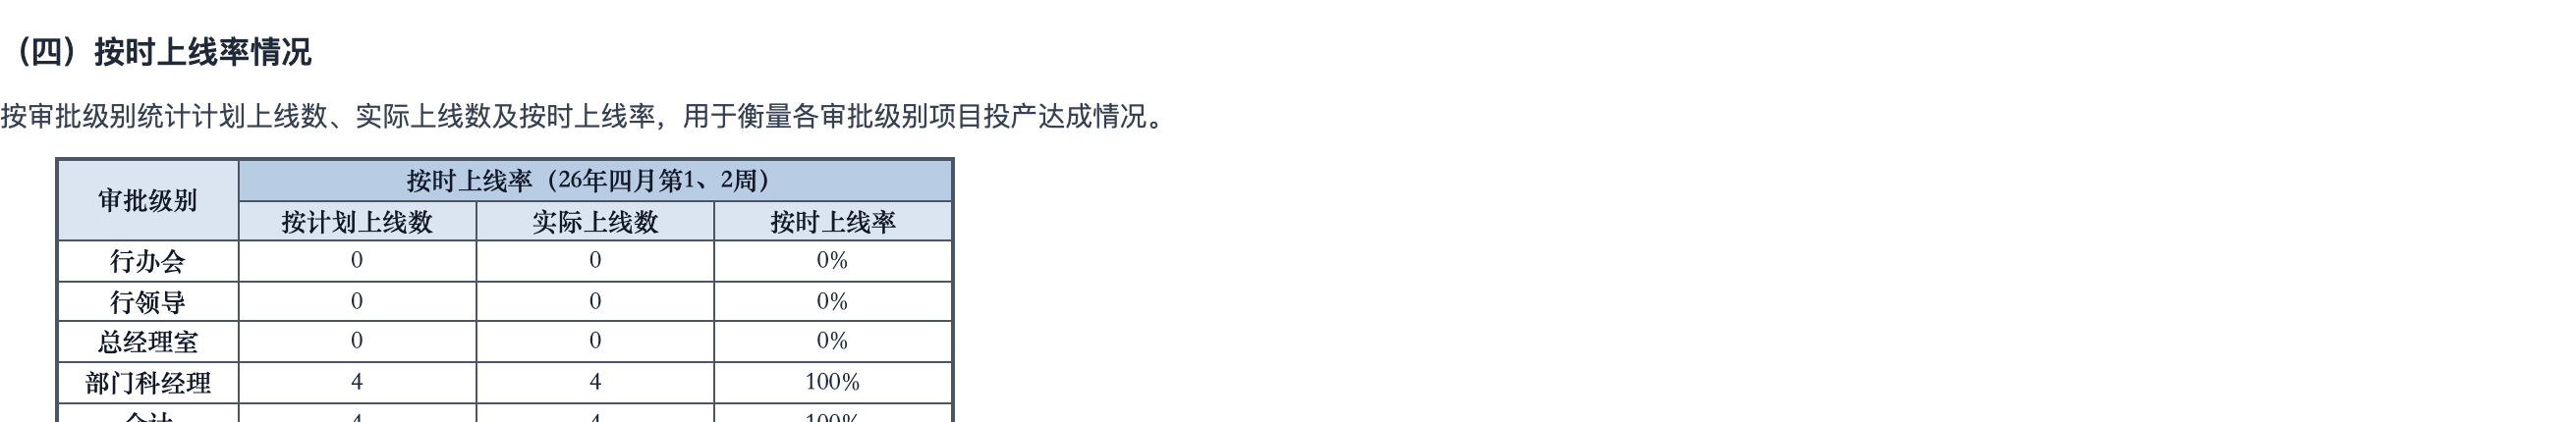 （四）按时上线率情况
按审批级别统计计划上线数、实际上线数及按时上线率，用于衡量各审批级别项目投产达成情况。
审批级别 按时上线率（26年四月第1、2周）
按计划上线数 实际上线数 按时上线率
行办会 0 0 0%
行领导 0 0 0%
总经理室 0 0 0%
部门科经理 4 4 100%
合计 4 4 100%